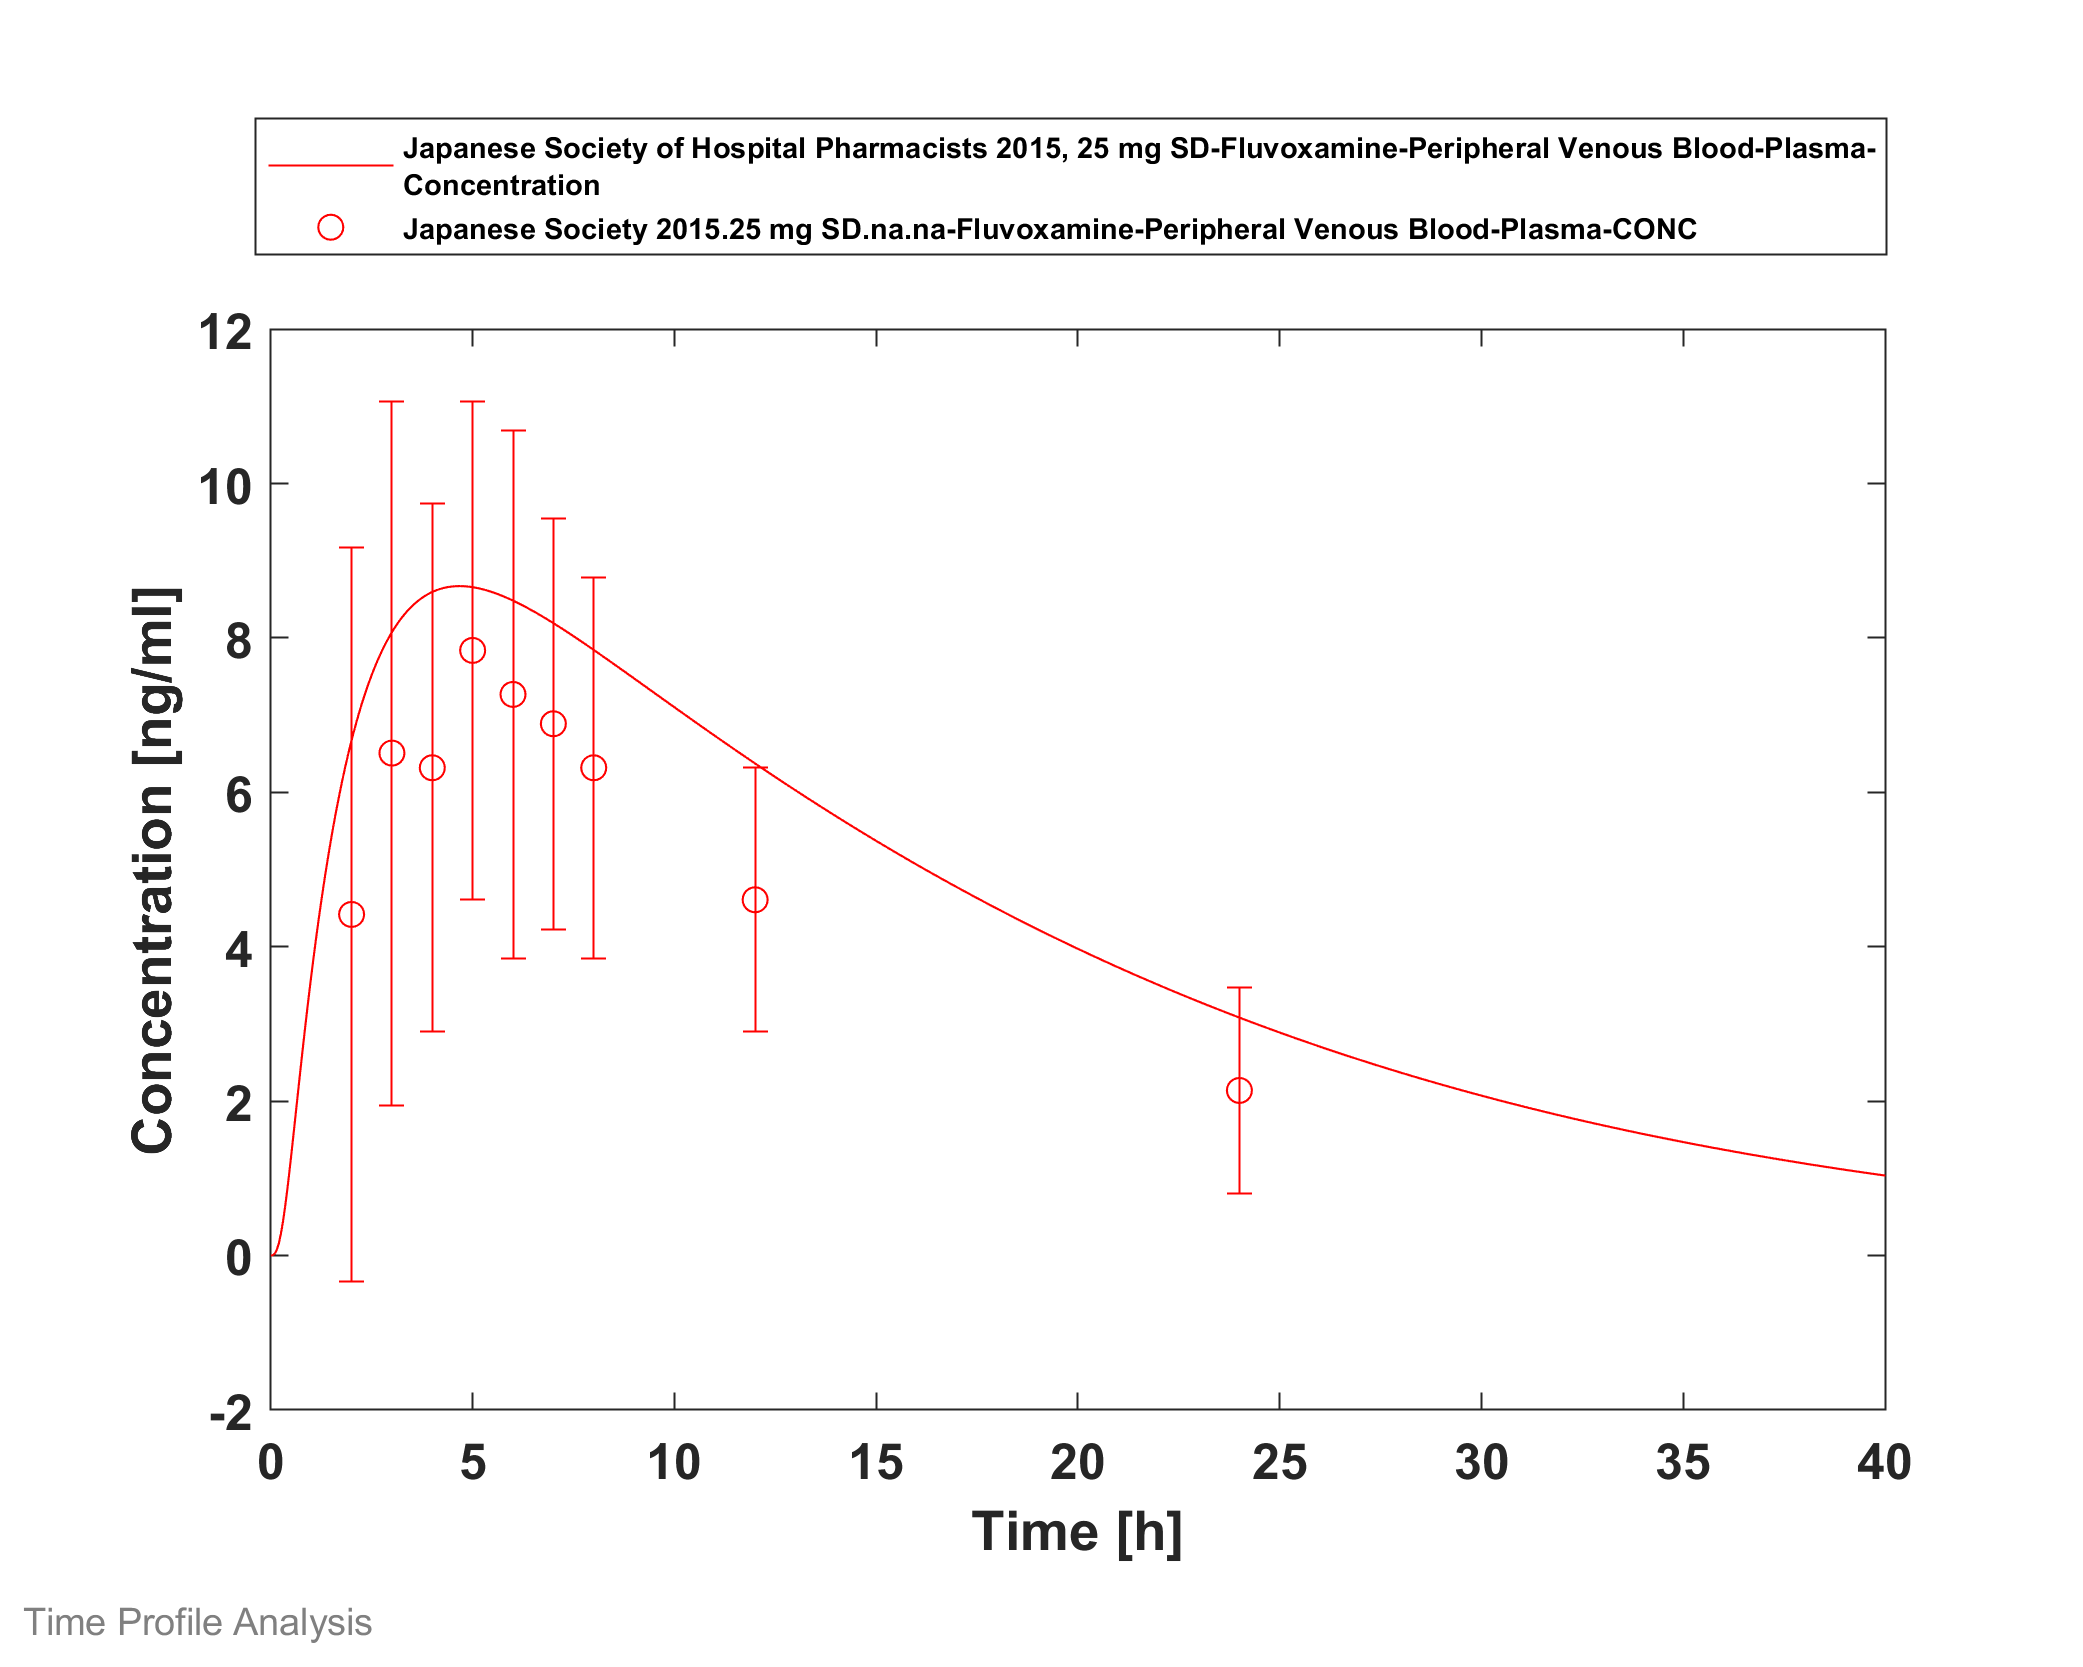 Japanese Society of Hospital Pharmacists 2015, 25 mg SD-Fluvoxamine-Peripheral Venous Blood-Plasma-
Concentration
Japanese Society 2015.25 mg SD.na.na-Fluvoxamine-Peripheral Venous Blood-Plasma-CONC
12
10
8
6
4
2
0
-2
Concentration [ng/ml]
0 5 10 15 20 25 30 35 40
Time [h]
Time Profile Analysis